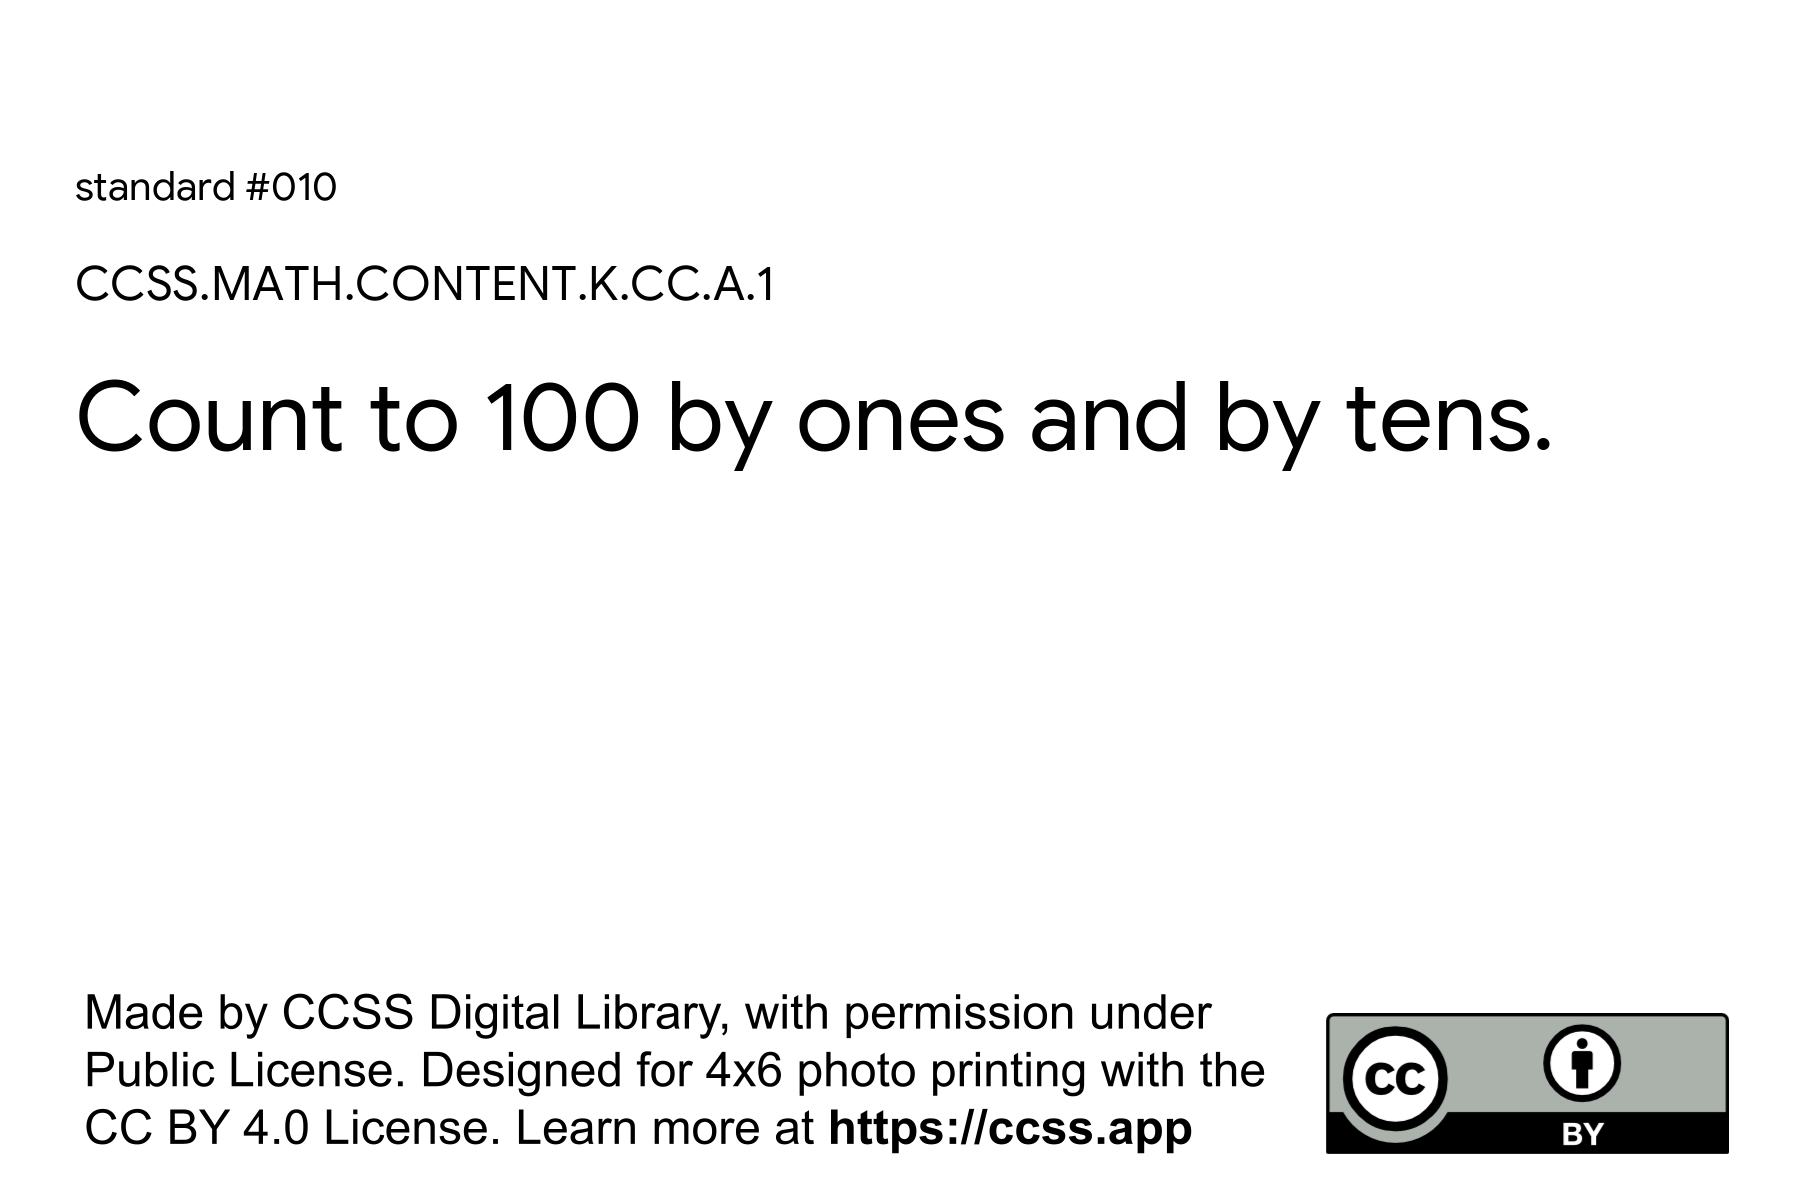 standard #010
CCSS.MATH.CONTENT.K.CC.A.1
Count to 100 by ones and by tens.
Made by CCSS Digital Library, with permission under
Public License. Designed for 4x6 photo printing with the
CC BY 4.0 License. Learn more at https://ccss.app
CC
BY